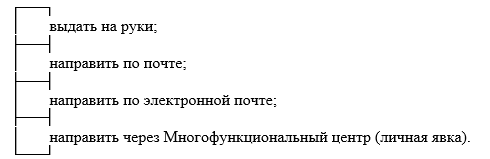 выдать на руки;
направить по почте;
направить по электронной почте;
направить через Многофункциональный центр (личная явка).